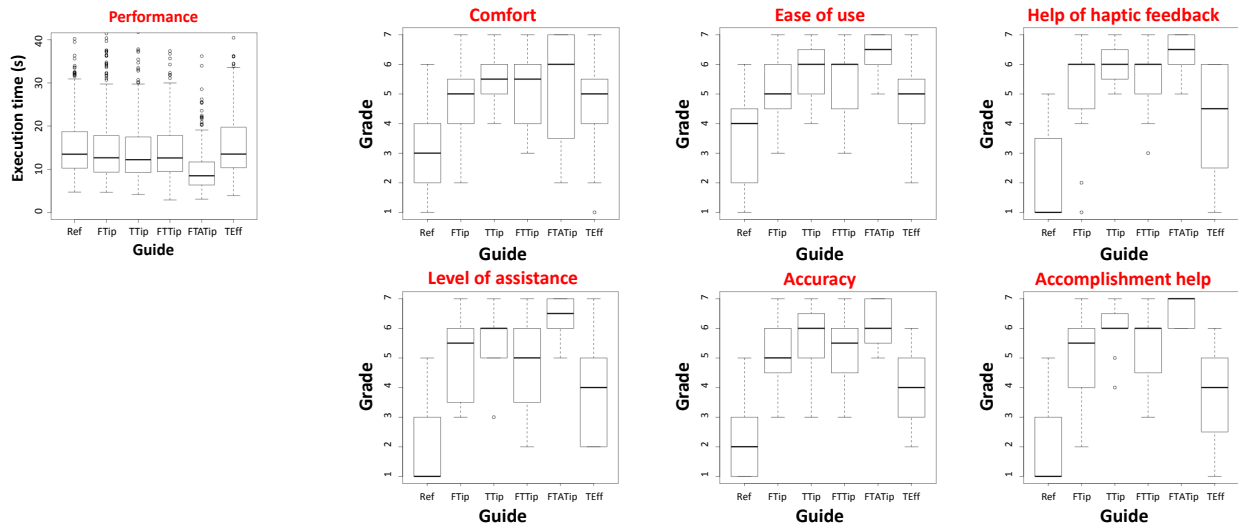 Performance
Execution time (s)
40
30
20
10
0
Ref FTip TTip FTTip FTATip TEff
Guide
Comfort
Grade
7
6
5
4
3
2
1
Ref FTip TTip FTTip FTATip TEff
Guide
Ease of use
Grade
7
6
5
4
3
2
1
Ref FTip TTip FTTip FTATip TEff
Guide
Help of haptic feedback
Grade
7
6
5
4
3
2
1
Ref FTip TTip FTTip FTATip TEff
Guide
Level of assistance
Grade
7
6
5
4
3
2
1
Ref FTip TTip FTTip FTATip TEff
Guide
Accuracy
Grade
7
6
5
4
3
2
1
Ref FTip TTip FTTip FTATip TEff
Guide
Accomplishment help
Grade
7
6
5
4
3
2
1
Ref FTip TTip FTTip FTATip TEff
Guide